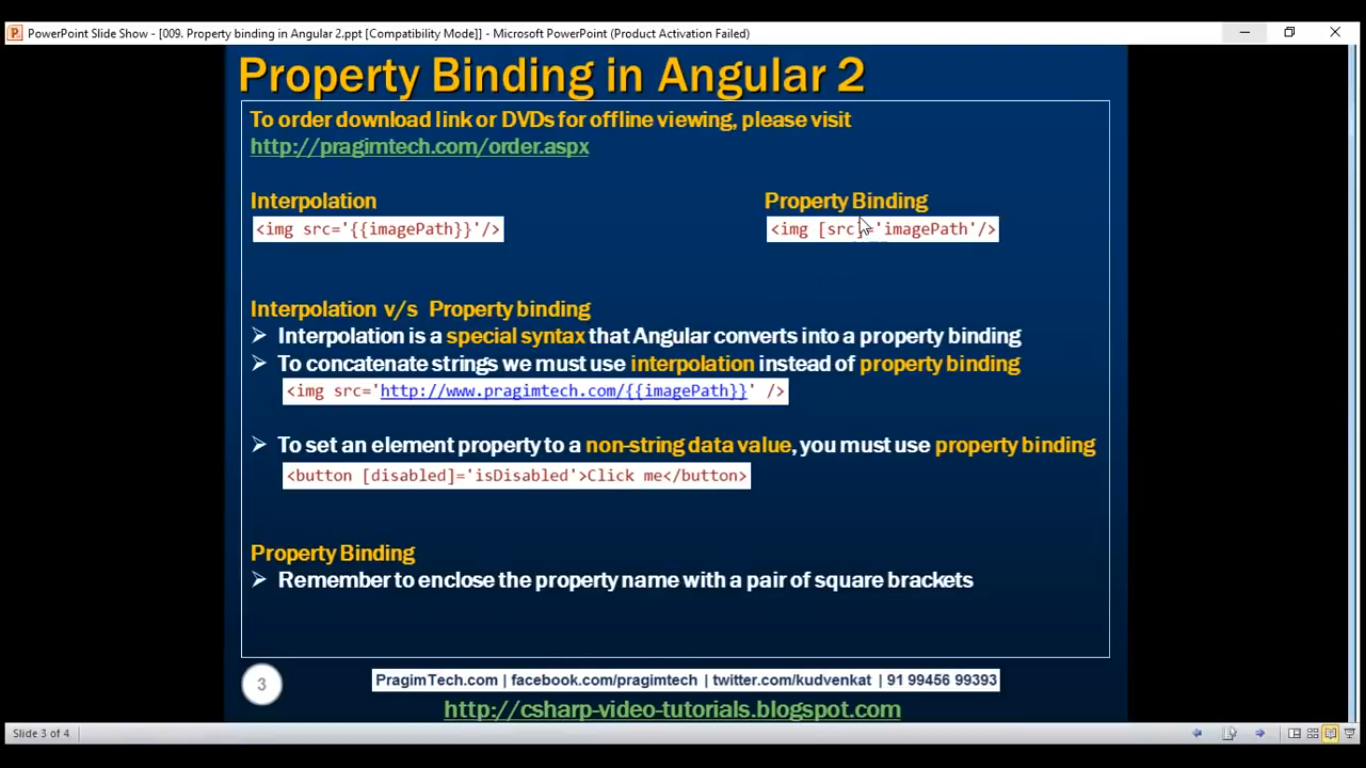 PowerPoint Slide Show - [009. Property binding in Angular 2.ppt [Compatibility Mode]] - Microsoft PowerPoint (Product Activation Failed)
Property Binding in Angular 2
To order download link or DVDs for offline viewing, please visit
http://pragimtech.com/order.aspx
Interpolation
<img src='{{imagePath}}'/>
Property Binding
<img [src]='imagePath'/>
Interpolation v/s Property binding
Interpolation is a special syntax that Angular converts into a property binding
To concatenate strings we must use interpolation instead of property binding
<img src='http://www.pragimtech.com/{{imagePath}}' />
To set an element property to a non-string data value, you must use property binding
<button [disabled]='isDisabled'>Click me</button>
Property Binding
Remember to enclose the property name with a pair of square brackets
3
PragimTech.com | facebook.com/pragimtech | twitter.com/kudvenkat | 91 99456 99393
http://csharp-video-tutorials.blogspot.com
Slide 3 of 4